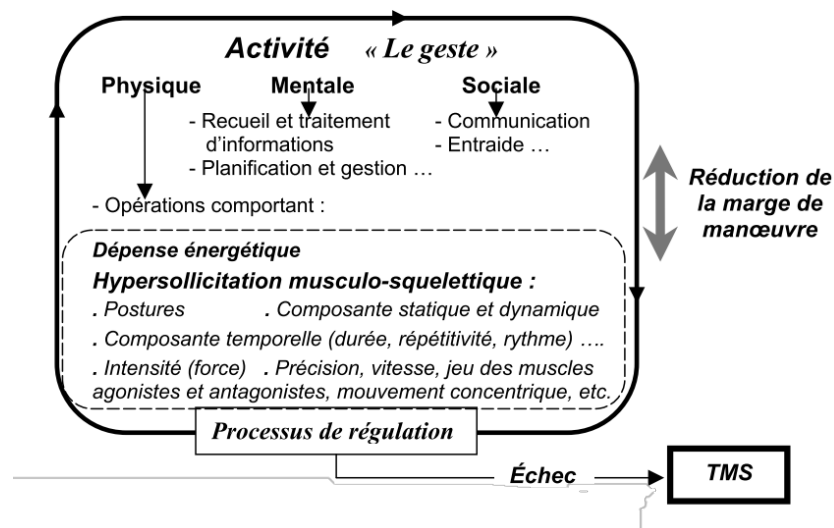 Activité « Le geste »
Physique Mentale Sociale
- Recueil et traitement
d'informations
- Planification et gestion …
- Communication
- Entraide …
- Opérations comportant :
Dépense énergétique
Hypersollicitation musculo-squelettique :
. Postures . Composante statique et dynamique
. Composante temporelle (durée, répétitivité, rythme) ….
. Intensité (force) . Précision, vitesse, jeu des muscles
agonistes et antagonistes, mouvement concentrique, etc.
Processus de régulation
Réduction de
la marge de
manœuvre
Échec
TMS